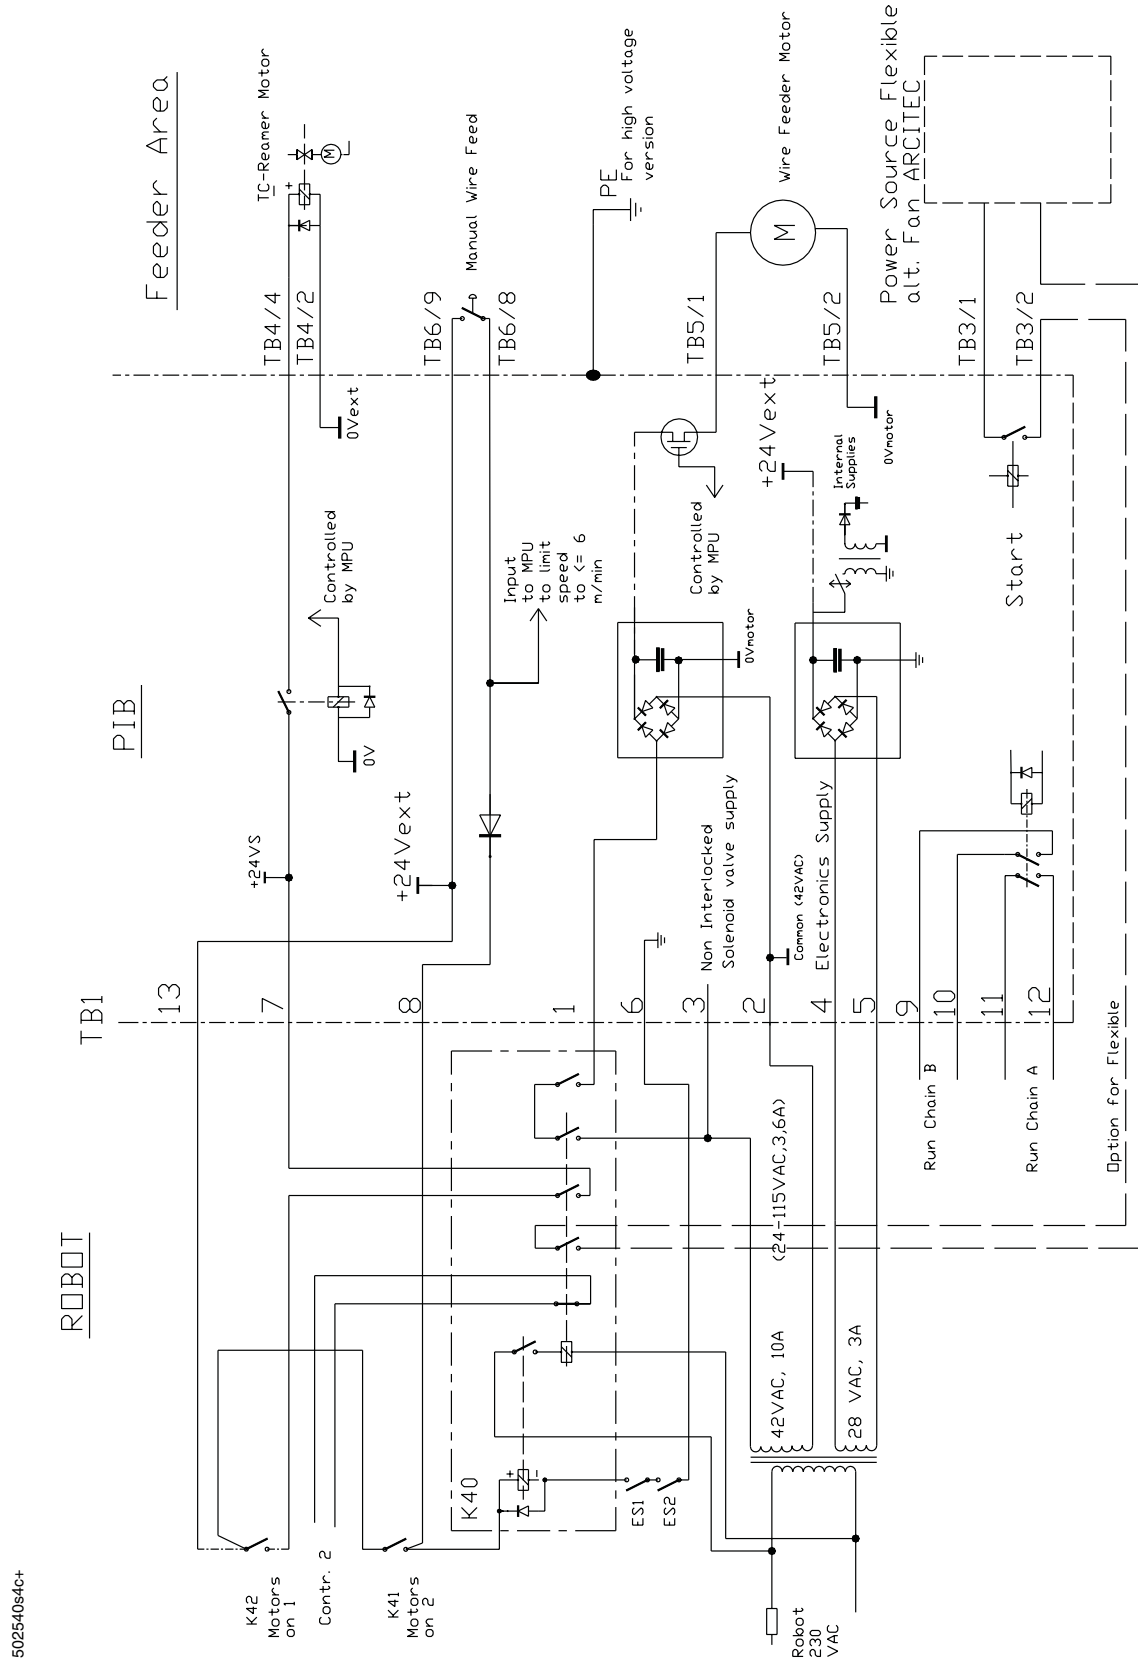 Feeder Area
TC-Reamer Motor
+
M
TB4/4
TB4/2
0Vext
Manual Wire Feed
TB6/9
TB6/8
PE
For high voltage
version
Wire Feeder Motor
M
TB5/1
TB5/2
Power Source Flexible
alt. Fan ARCITEC
TB3/1
TB3/2
PIB
Controlled
by MPU
0V
+24VS
+24Vext
Input
to MPU
to limit
speed
to <= 6
m/min
Controlled
by MPU
0Vmotor
+24Vext
Internal
Supplies
0Vmotor
Start
Non Interlocked
Solenoid valve supply
Common (42VAC)
Electronics Supply
TB1
13
7
8
1
6
3
2
4
5
9
10
11
12
Run Chain B
Run Chain A
Option for Flexible
ROBOT
K40
+
-
ES1
ES2
(24-115VAC,3,6A)
42VAC, 10A
28 VAC, 3A
K42
Motors
on 1
Contr. 2
K41
Motors
on 2
Robot
230
VAC
502540s4c+